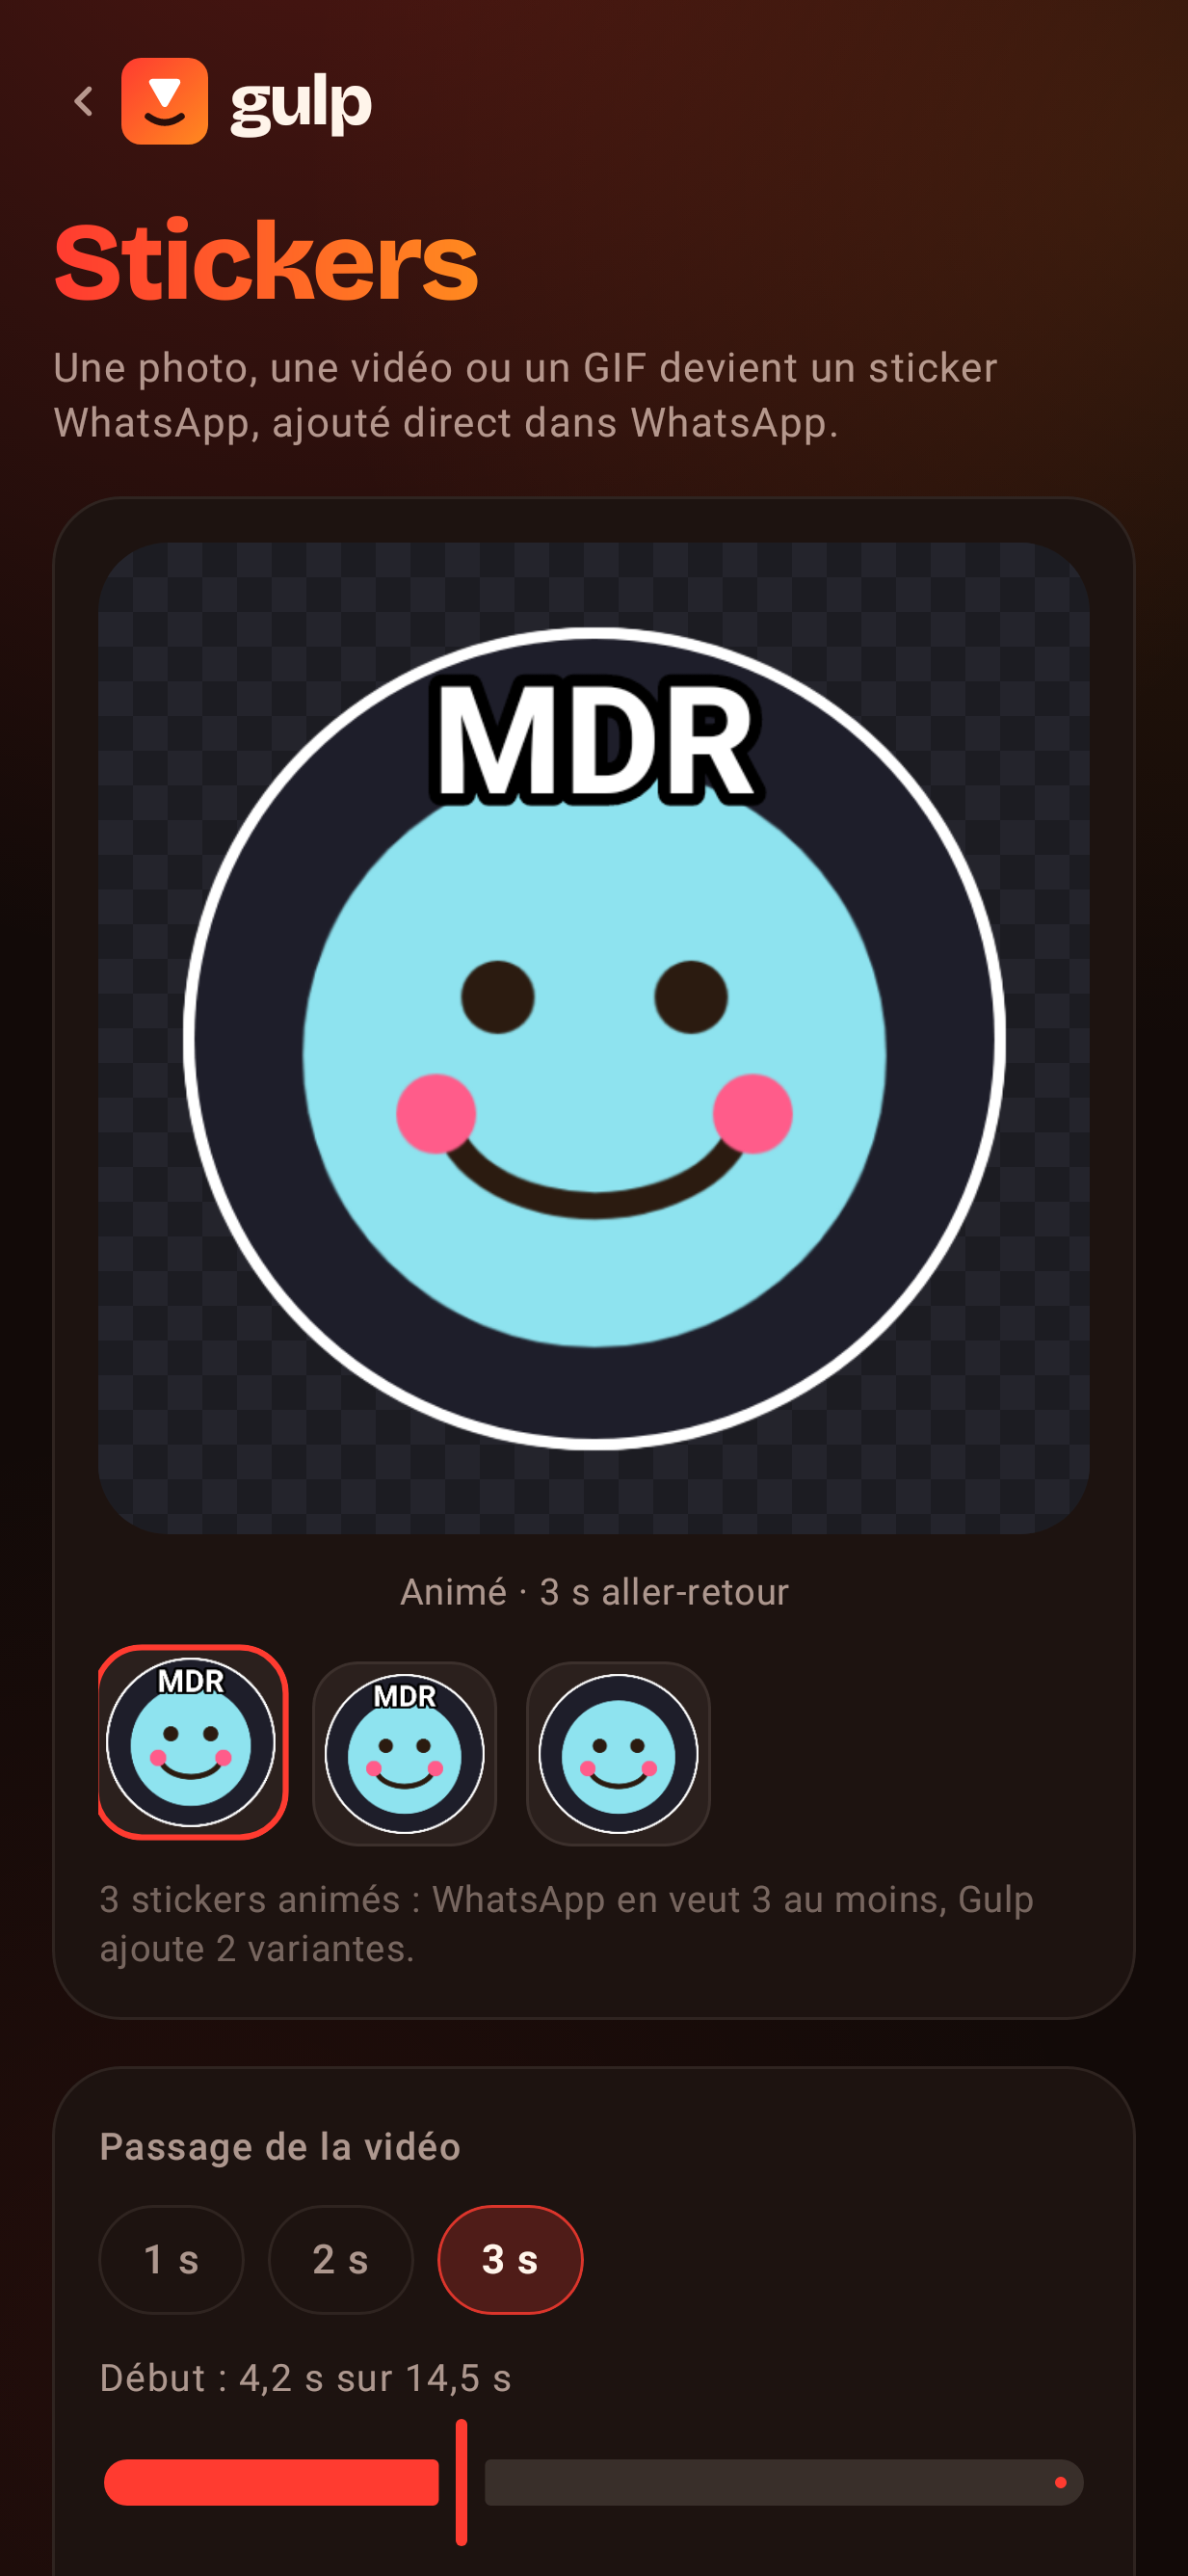 gulp
Stickers
Une photo, une vidéo ou un GIF devient un sticker
WhatsApp, ajouté direct dans WhatsApp.
MDR
Animé · 3 s aller-retour
MDR
MDR
3 stickers animés : WhatsApp en veut 3 au moins, Gulp
ajoute 2 variantes.
Passage de la vidéo
1 s
2 s
3 s
Début : 4,2 s sur 14,5 s